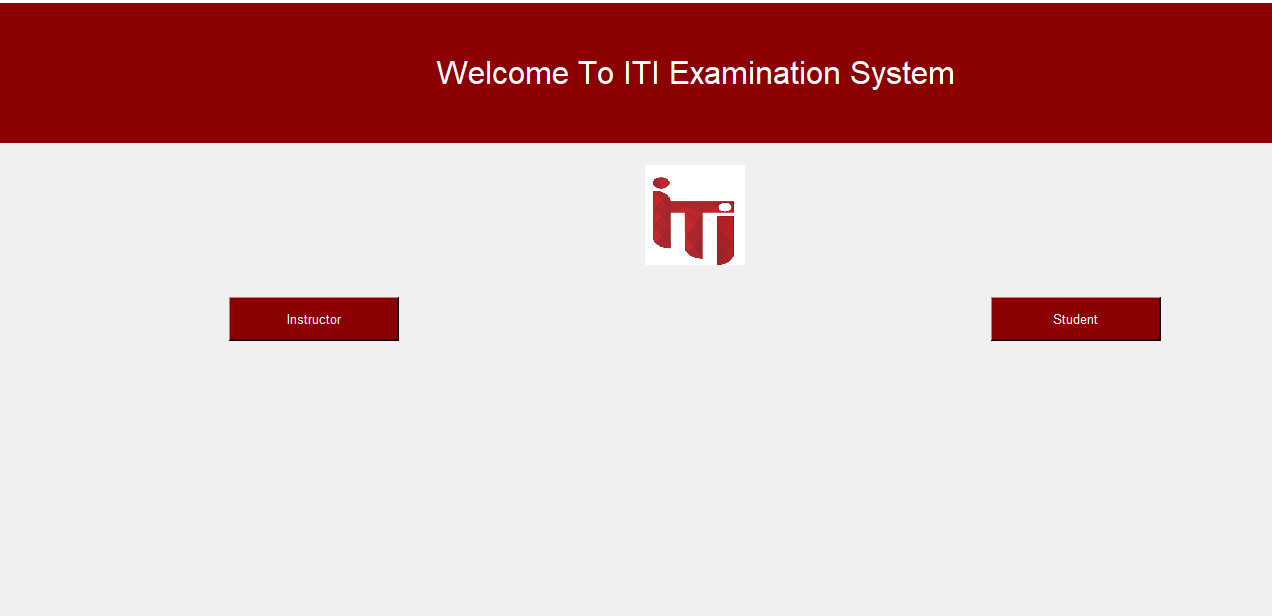 Welcome To ITI Examination System
iTi
Instructor
Student